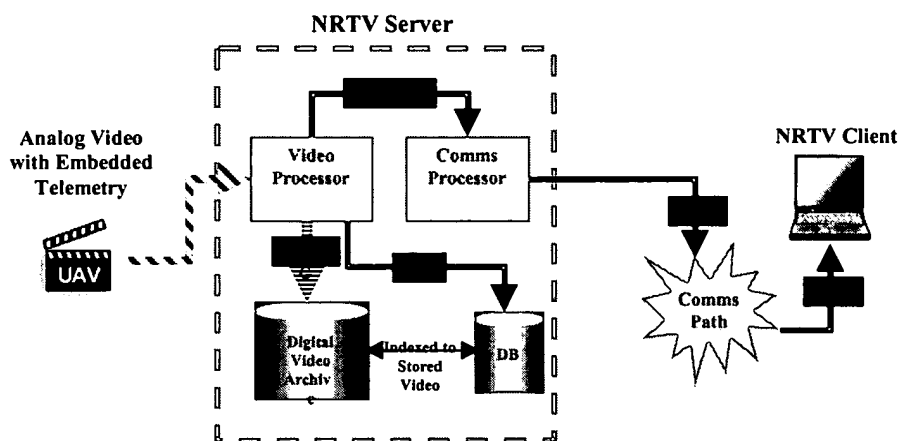 NRTV Server
Analog Video
with Embedded
Telemetry
UAV
Video
Processor
Comms
Processor
NRTV Client
Comms
Path
Digital
Video
Archiv
e
Indexed to
Stored
Video
DB